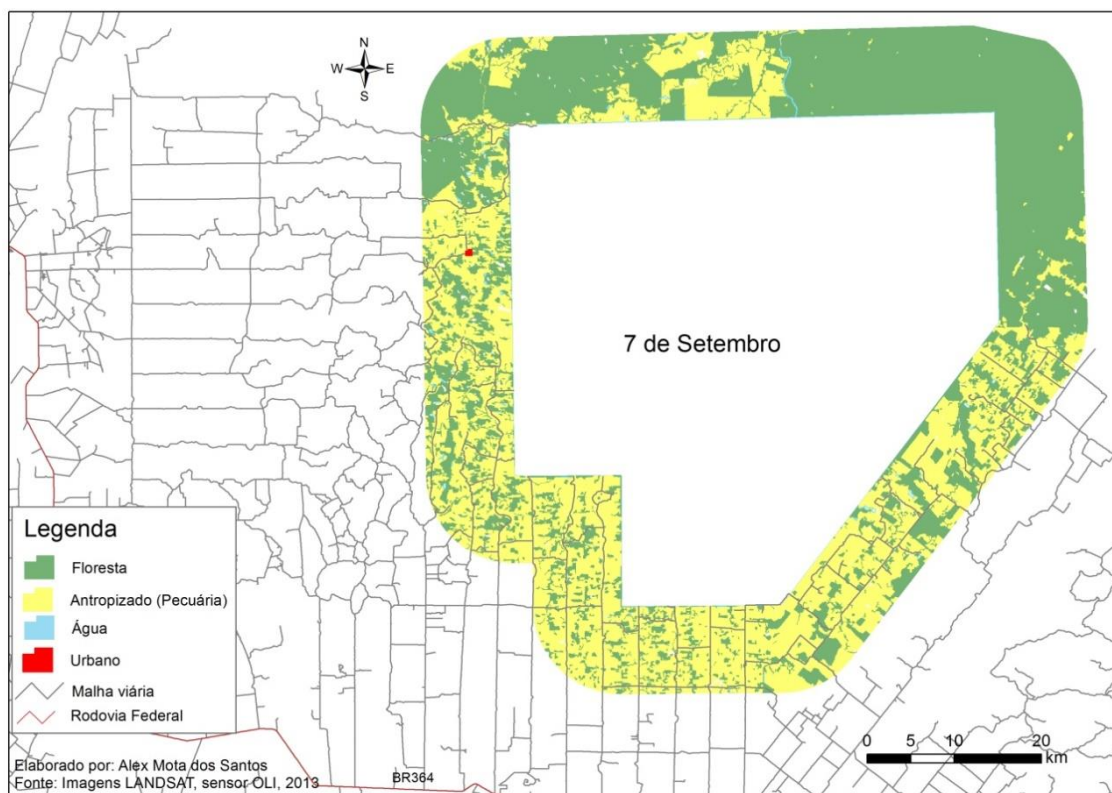 N
W E
S
7 de Setembro
Legenda
Floresta
Antropizado (Pecuária)
Água
Urbano
Malha viária
Rodovia Federal
Elaborado por: Alex Mota dos Santos
Fonte: Imagens LANDSAT, sensor OLI, 2013
BR364
0 5 10 20
km